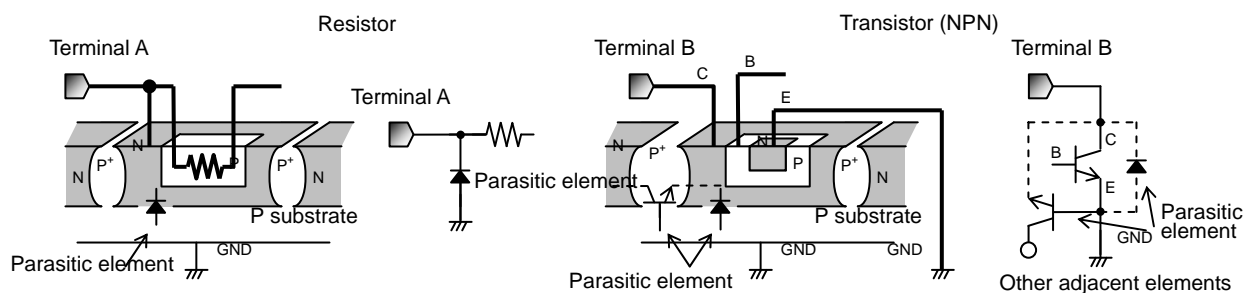 Resistor
Transistor (NPN)
Terminal A
Terminal B
Terminal B
C
B
E
Terminal A
N
P+
N
P
P+
N
Parasitic element
P substrate
GND
Parasitic element
N
P+
N
N
P
P+
N
P substrate
GND
GND
Parasitic element
B
C
E
GND
Parasitic
element
Other adjacent elements